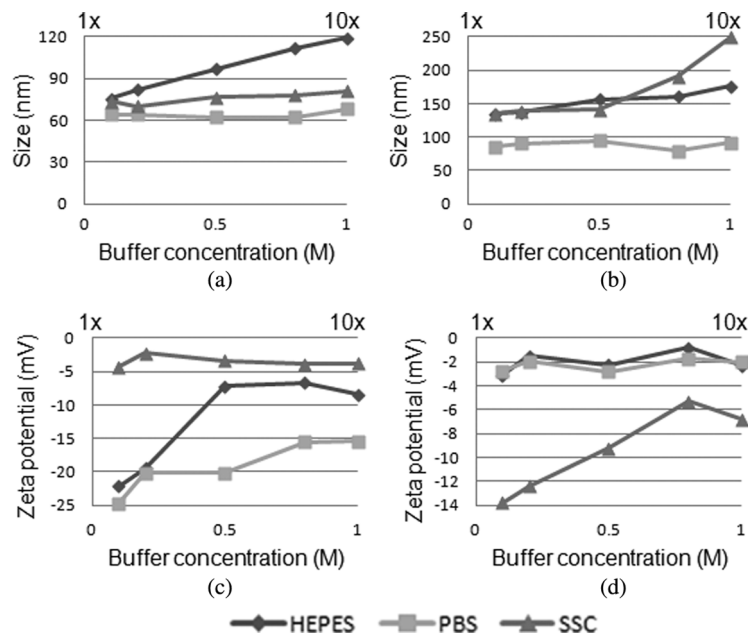 1x 10x
120
90
60
30
0
Size (nm)
0 0.5 1
Buffer concentration (M)
(a)
1x 10x
250
200
150
100
50
0
Size (nm)
0 0.5 1
Buffer concentration (M)
(b)
1x 10x
0
-5
-10
-15
-20
-25
Zeta potential (mV)
0 0.5 1
Buffer concentration (M)
(c)
1x 10x
0
-2
-4
-6
-8
-10
-12
-14
Zeta potential (mV)
0 0.5 1
Buffer concentration (M)
(d)
HEPES PBS SSC